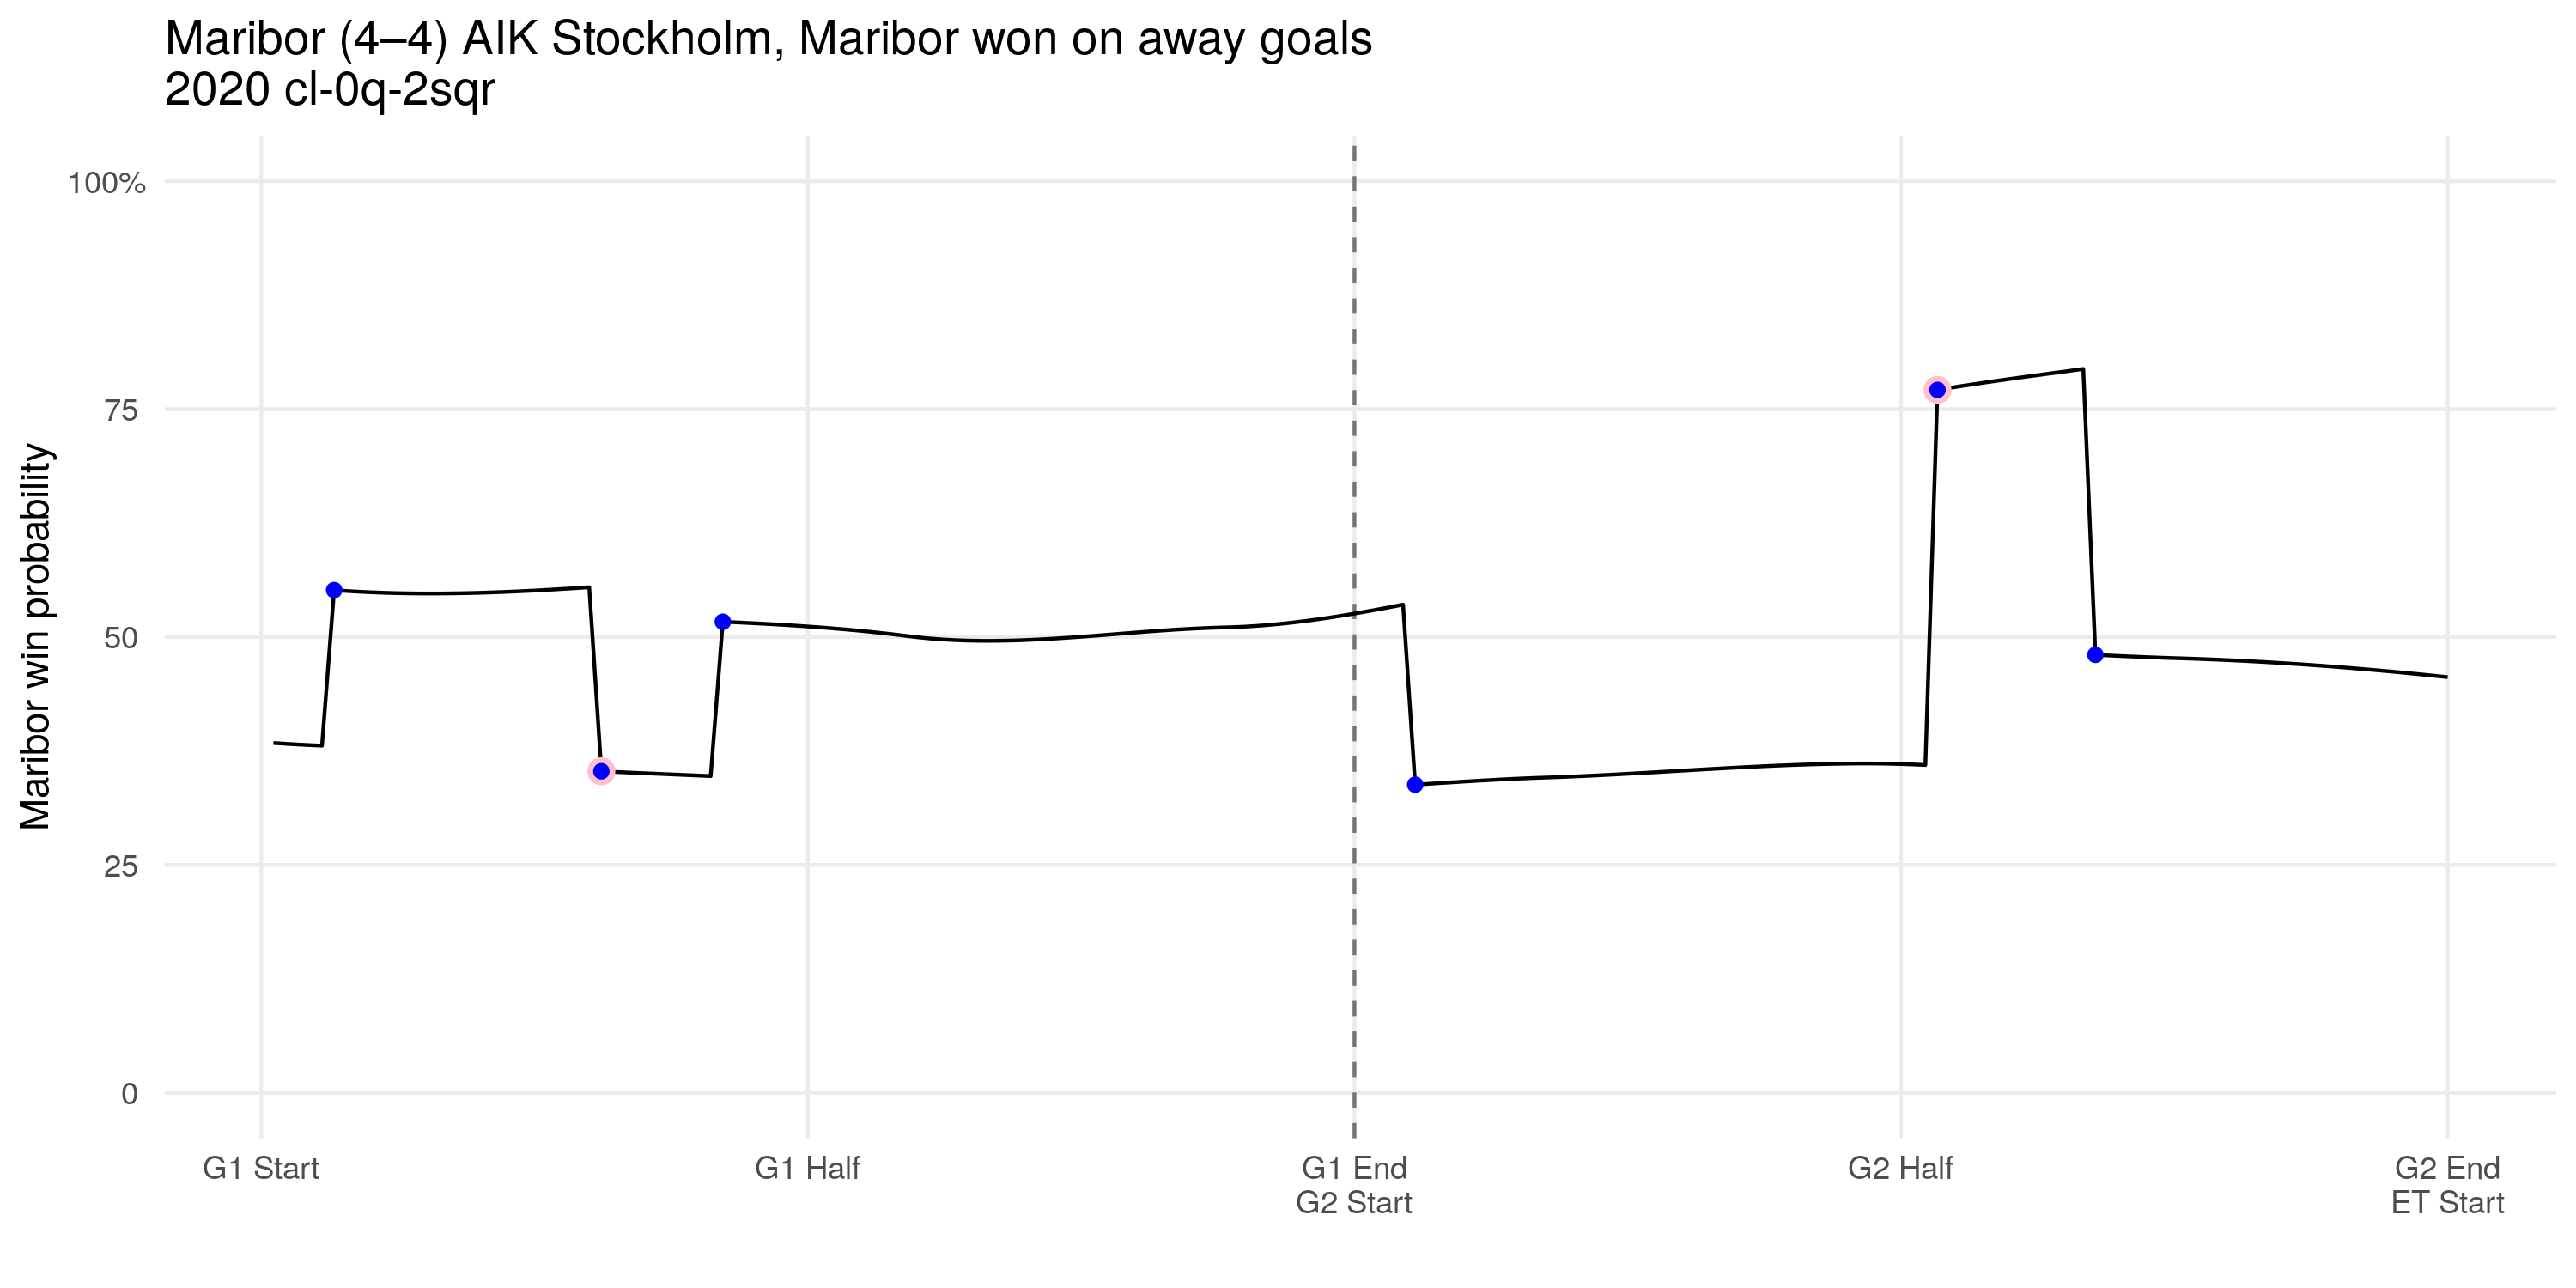 Maribor (4–4) AIK Stockholm, Maribor won on away goals
2020 cl-0q-2sqr
Maribor win probability
100%
75
50
25
0
G1 Start
G1 Half
G1 End
G2 Start
G2 Half
G2 End
ET Start